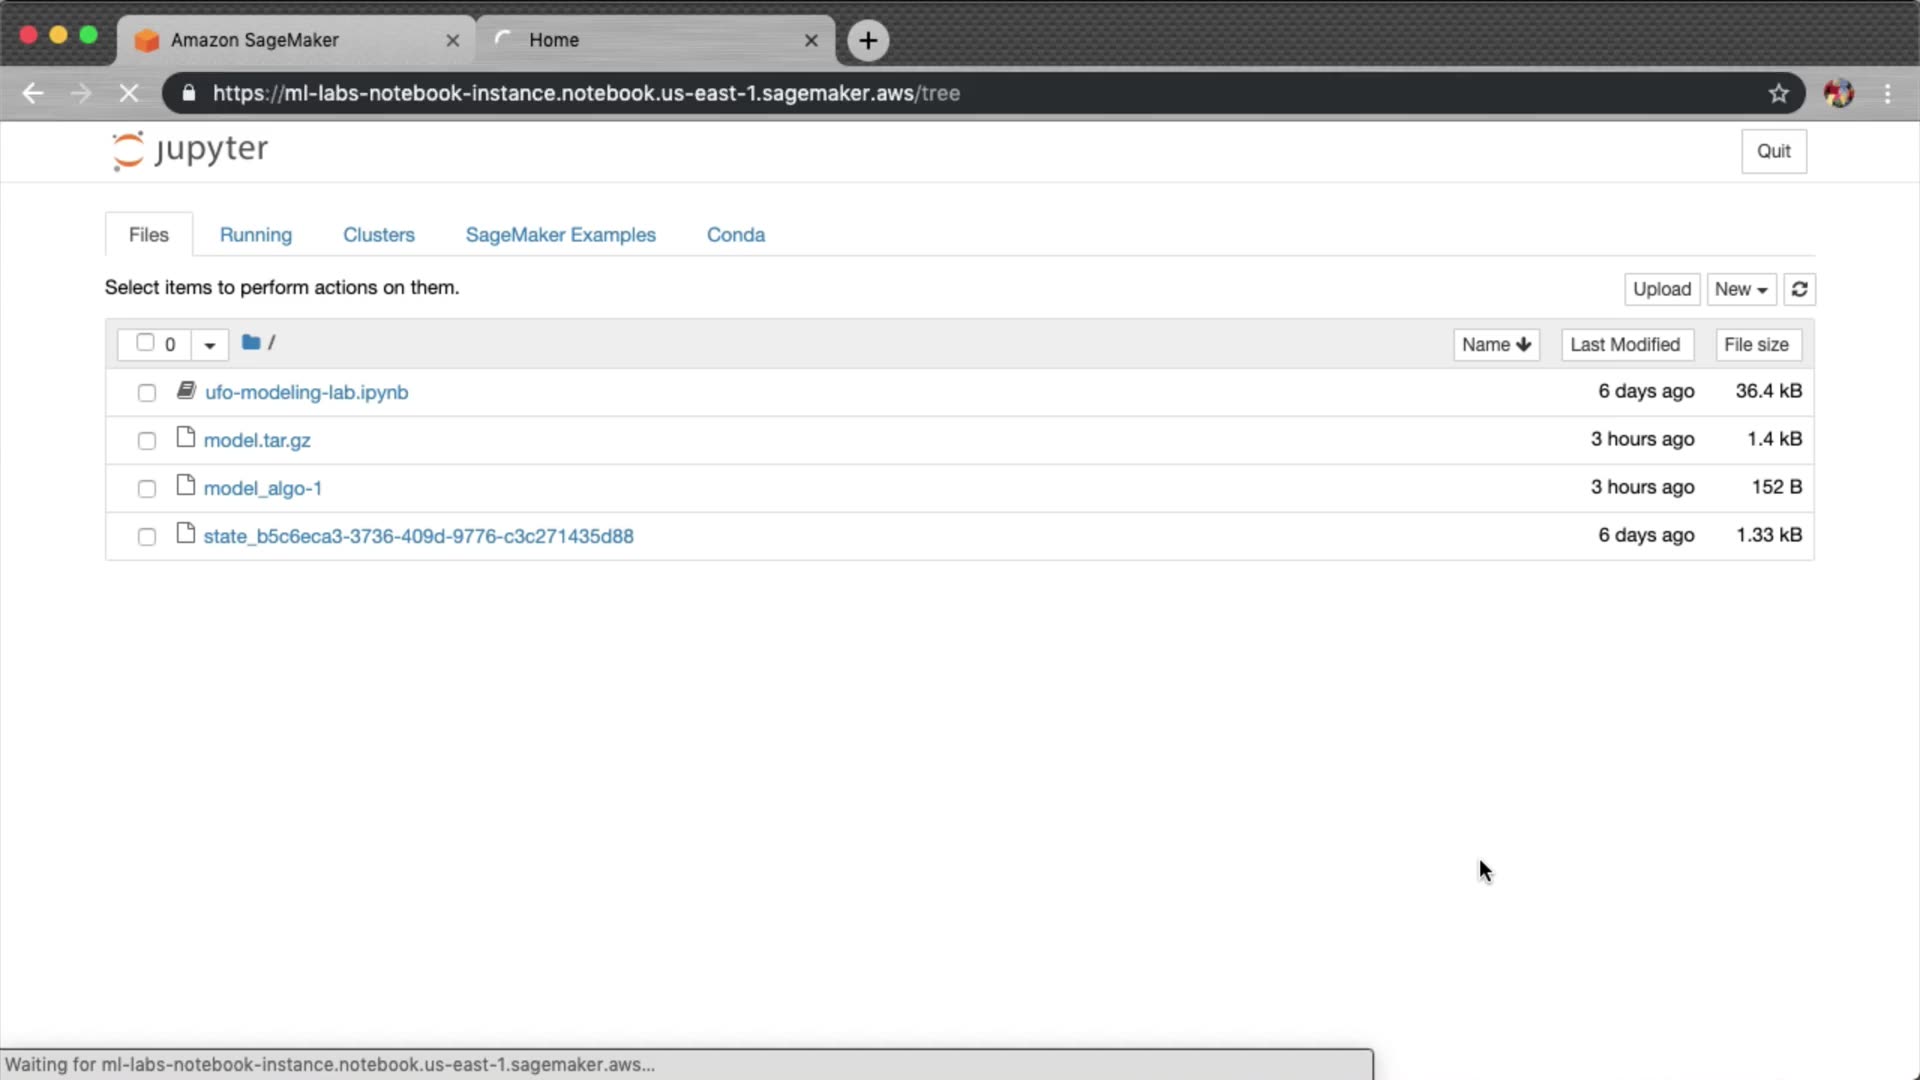 Amazon SageMaker
Home
https://ml-labs-notebook-instance.notebook.us-east-1.sagemaker.aws/tree
jupyter
Quit
Files
Running
Clusters
SageMaker Examples
Conda
Select items to perform actions on them.
Upload
New
0
/
Name
Last Modified
File size
ufo-modeling-lab.ipynb 6 days ago 36.4 kB
model.tar.gz 3 hours ago 1.4 kB
model_algo-1 3 hours ago 152 B
state_b5c6eca3-3736-409d-9776-c3c271435d88 6 days ago 1.33 kB
Waiting for ml-labs-notebook-instance.notebook.us-east-1.sagemaker.aws...